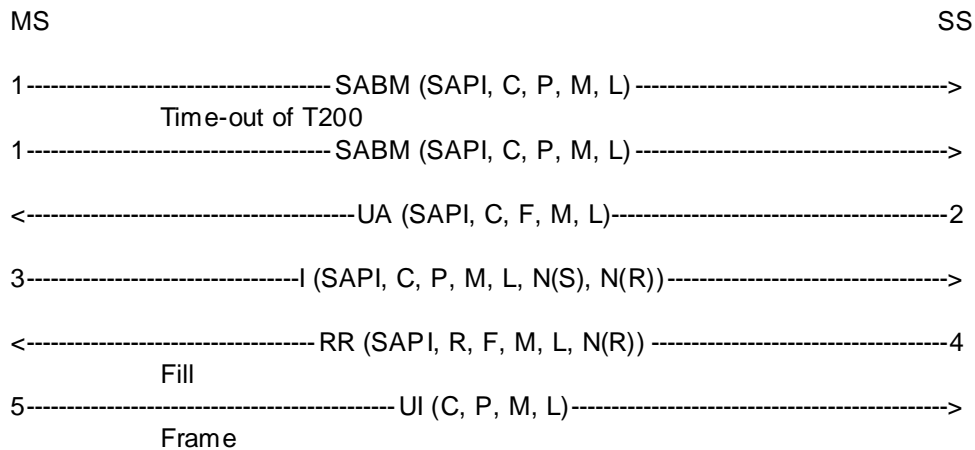 MS SS
1------------------------------------ SABM (SAPI, C, P, M, L) ------------------------------------->
Time-out of T200
1------------------------------------ SABM (SAPI, C, P, M, L) ------------------------------------->
<---------------------------------------UA (SAPI, C, F, M, L)----------------------------------------2
3--------------------------------I (SAPI, C, P, M, L, N(S), N(R))--------------------------------->
<---------------------------------- RR (SAPI, R, F, M, L, N(R)) -----------------------------------4
Fill
5-------------------------------------------- UI (C, P, M, L)--------------------------------------------->
Frame